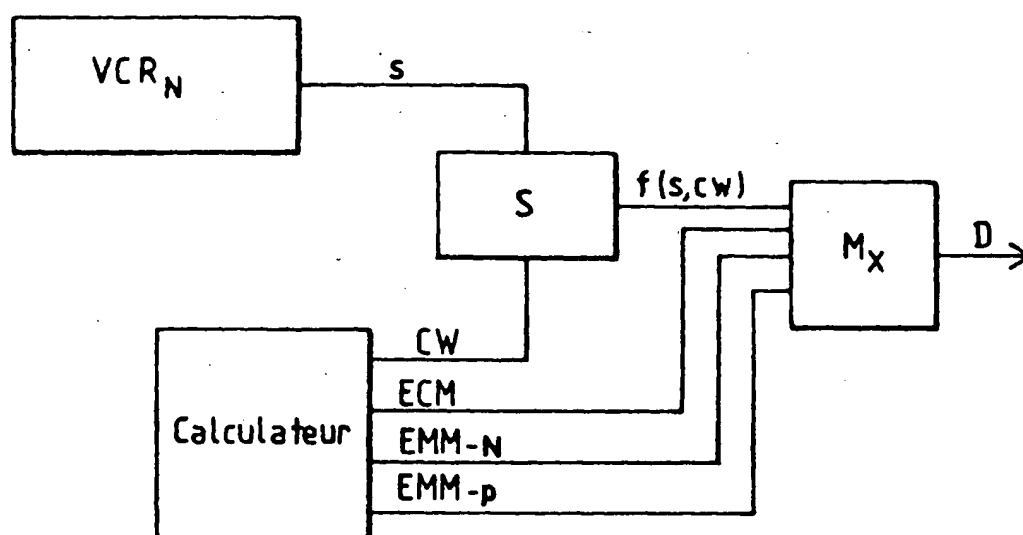 VCR_N
s
S
f(s,cw)
M_X
D
CW
ECM
Calculateur
EMM-N
EMM-p